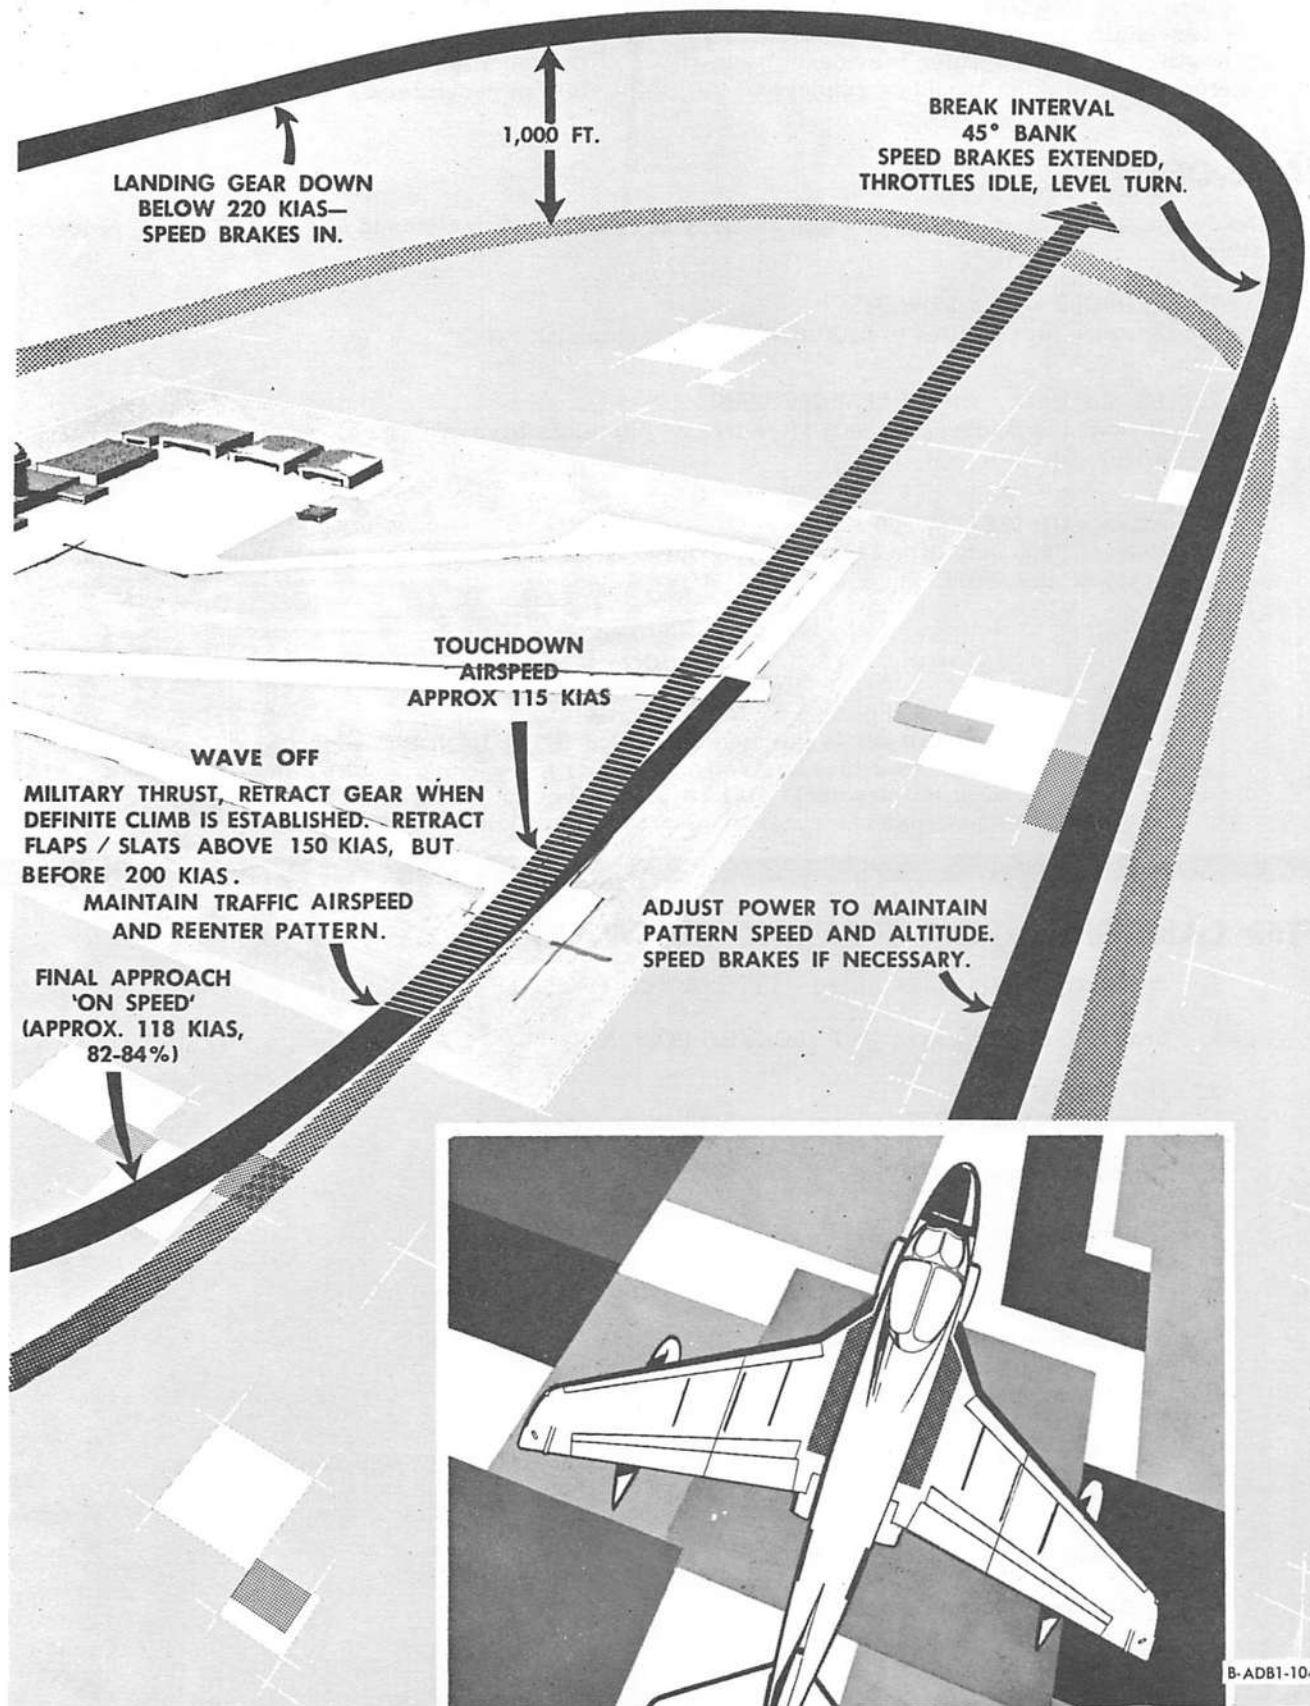 BREAK INTERVAL
45° BANK
SPEED BRAKES EXTENDED,
THROTTLES IDLE, LEVEL TURN.
1,000 FT.
LANDING GEAR DOWN
BELOW 220 KIAS—
SPEED BRAKES IN.
TOUCHDOWN
AIRSPEED
APPROX 115 KIAS
WAVE OFF
MILITARY THRUST, RETRACT GEAR WHEN
DEFINITE CLIMB IS ESTABLISHED. RETRACT
FLAPS / SLATS ABOVE 150 KIAS, BUT
BEFORE 200 KIAS.
MAINTAIN TRAFFIC AIRSPEED
AND REENTER PATTERN.
ADJUST POWER TO MAINTAIN
PATTERN SPEED AND ALTITUDE.
SPEED BRAKES IF NECESSARY.
FINAL APPROACH
'ON SPEED'
(APPROX. 118 KIAS,
82-84%)